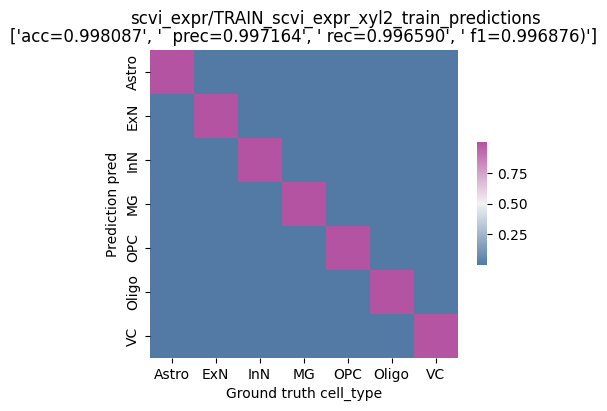 scvi_expr/TRAIN_scvi_expr_xyl2_train_predictions
['acc=0.998087', '  prec=0.997164', ' rec=0.996590', ' f1=0.996876)']
Prediction pred
Astro
ExN
InN
MG
OPC
Oligo
VC
0.75
0.50
0.25
Astro ExN InN MG OPC Oligo VC
Ground truth cell_type